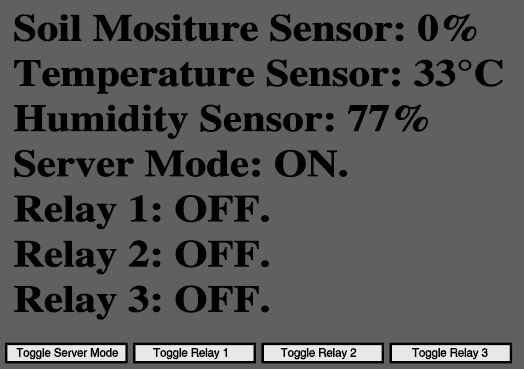 Soil Mositure Sensor: 0%
Temperature Sensor: 33°C
Humidity Sensor: 77%
Server Mode: ON.
Relay 1: OFF.
Relay 2: OFF.
Relay 3: OFF.
Toggle Server Mode Toggle Relay 1 Toggle Relay 2 Toggle Relay 3